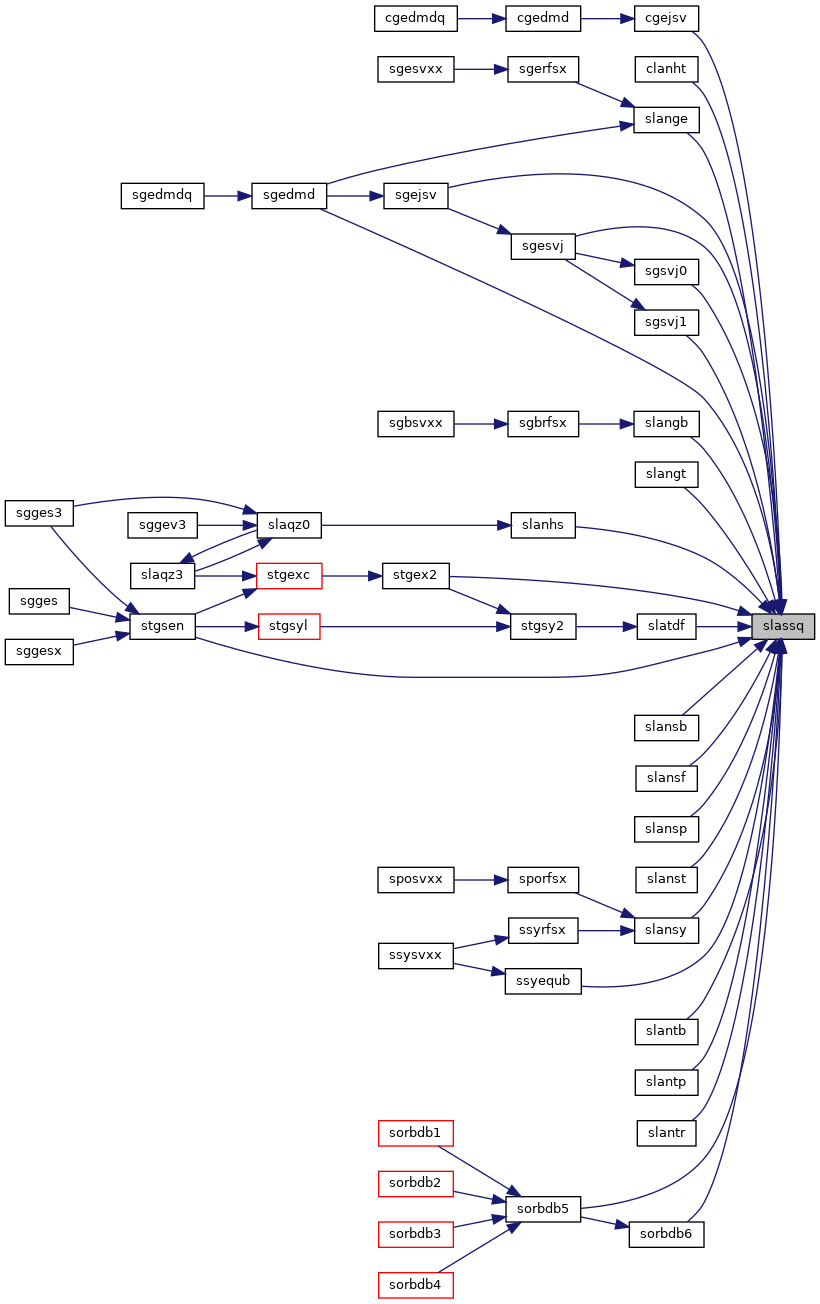 cgedmdq
cgedmd
cgejsv
sgesvxx
sgerfsx
clanht
slange
sgedmdq
sgedmd
sgejsv
sgesvj
sgsvj0
sgsvj1
sgbsvxx
sgbrfsx
slangb
slangt
sgges3
sggev3
slaqz0
slanhs
slaqz3
stgexc
stgex2
sgges
stgsen
stgsyl
stgsy2
slatdf
slassq
sggesx
slansb
slansf
slansp
sposvxx
sporfsx
slanst
ssyrfsx
slansy
ssysvxx
ssyequb
slantb
slantp
sorbdb1
slantr
sorbdb2
sorbdb5
sorbdb3
sorbdb6
sorbdb4